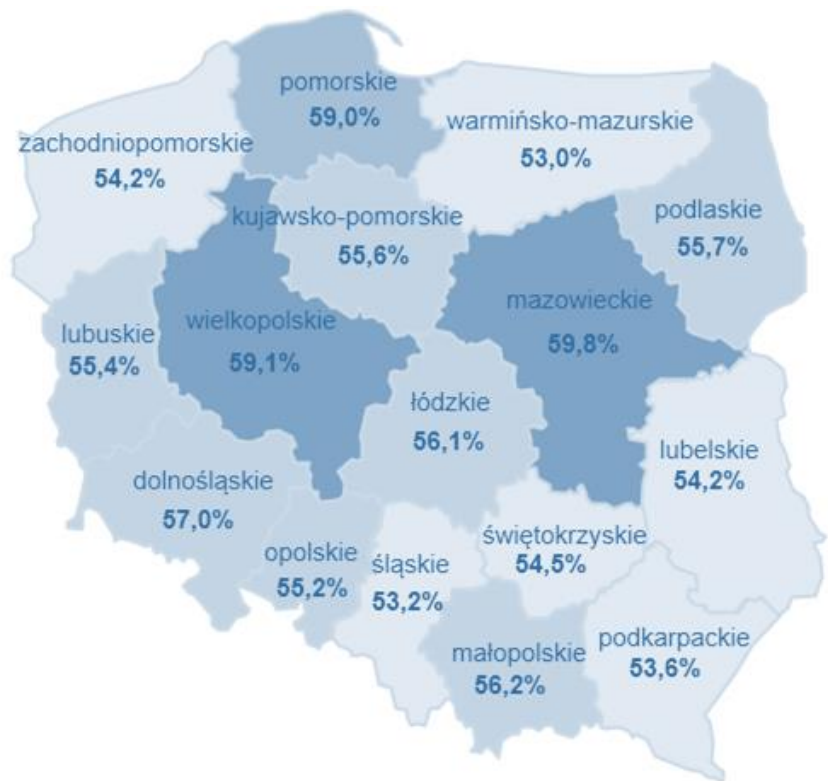 pomorskie
59,0%
warmińsko-mazurskie
53,0%
zachodniopomorskie
54,2%
kujawsko-pomorskie
55,6%
podlaskie
55,7%
wielkopolskie
59,1%
mazowieckie
59,8%
lubuskie
55,4%
łódzkie
56,1%
lubelskie
54,2%
dolnośląskie
57,0%
opolskie
55,2%
śląskie
53,2%
świętokrzyskie
54,5%
małopolskie
56,2%
podkarpackie
53,6%